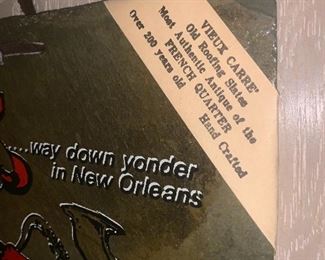 VIEUX CARRE'
Old Roofing Slates
Most Authentic Antique of the
FRENCH QUARTER
Over 200 years old Hand Crafted
....way down yonder
in New Orleans